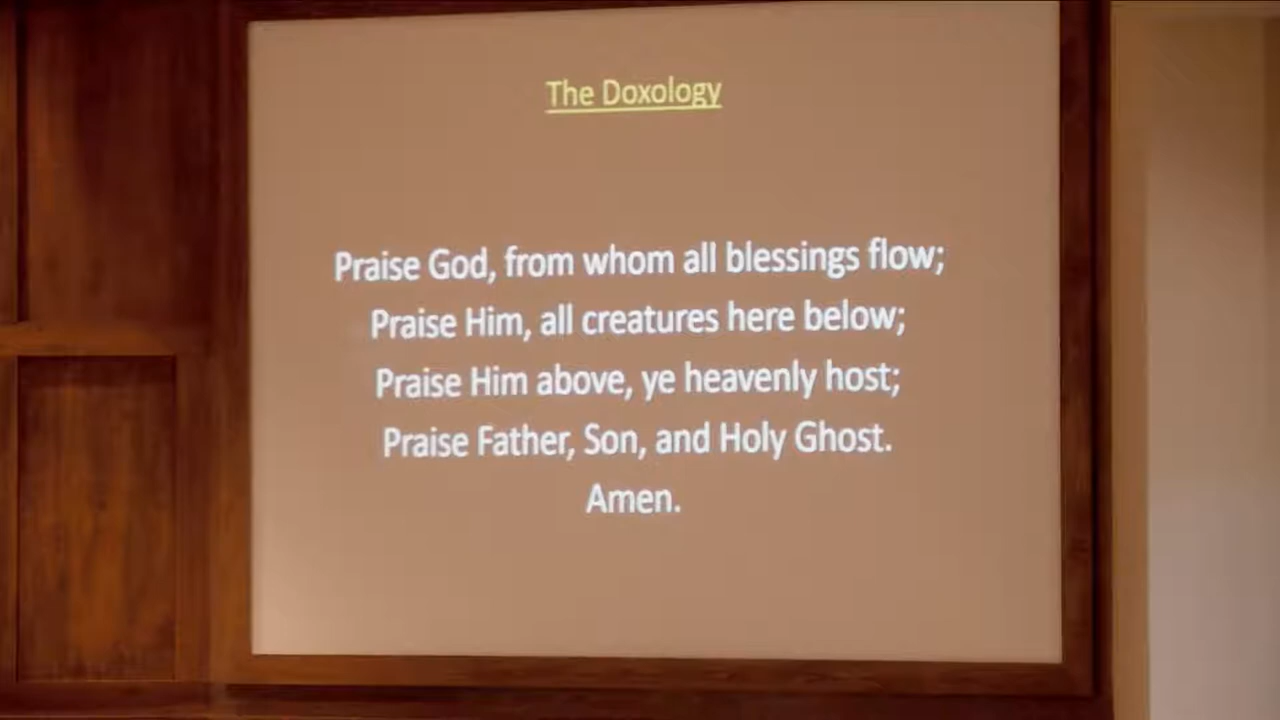 The Doxology
Praise God, from whom all blessings flow;
Praise Him, all creatures here below;
Praise Him above, ye heavenly host;
Praise Father, Son, and Holy Ghost.
Amen.